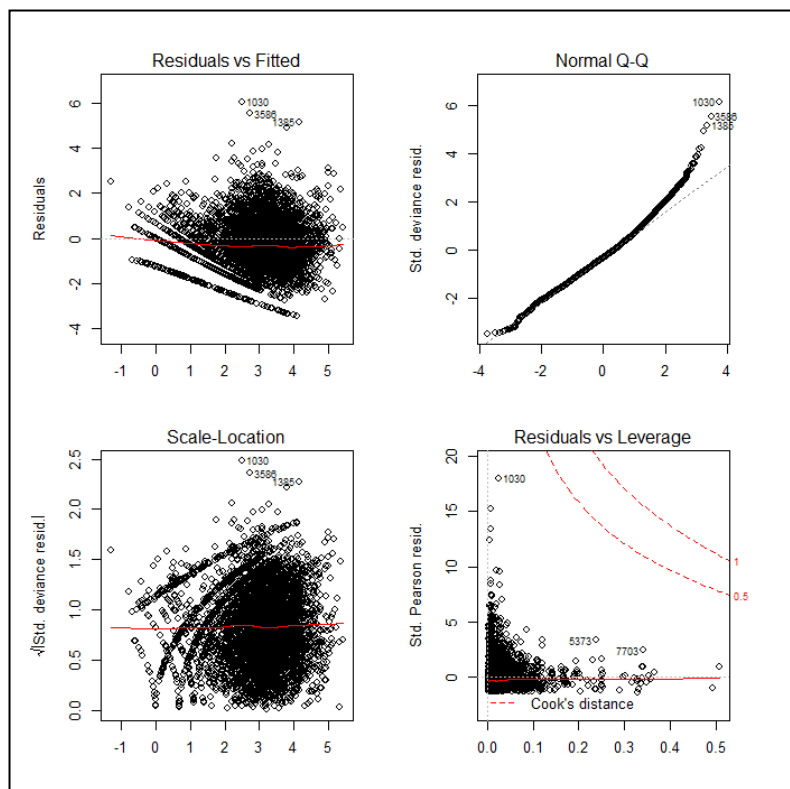 Residuals vs Fitted
Residuals
6
4
2
0
-2
-4
1030
3586
1385
-1 0 1 2 3 4 5
Normal Q-Q
Std. deviance resid.
6
4
2
0
2
1030
3586
1385
-4 -2 0 2 4
Scale-Location
√|Std. deviance resid.|
2.5
2.0
1.5
1.0
0.5
0.0
1030
3586
1385
-1 0 1 2 3 4 5
Residuals vs Leverage
Std. Pearson resid.
20
15
10
5
0
1030
5373
7703
1
0.5
Cook's distance
0.0 0.1 0.2 0.3 0.4 0.5